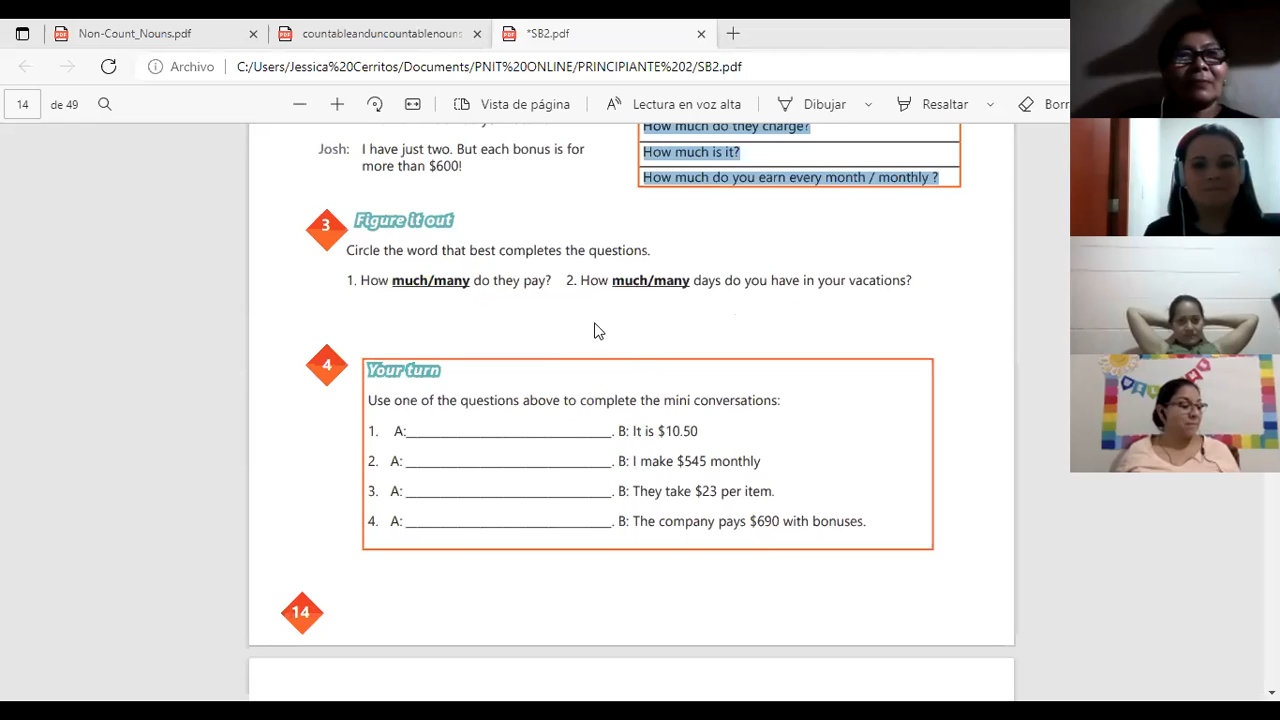 Non-Count_Nouns.pdf
countableanduncountablenouns
*SB2.pdf
Archivo
C:/Users/Jessica%20Cerritos/Documents/PNIT%20ONLINE/PRINCIPIANTE%202/SB2.pdf
14
de 49
Vista de página
Lectura en voz alta
Dibujar
Resaltar
Borr
How much do they charge?
Josh: I have just two. But each bonus is for
more than $600!
How much is it?
How much do you earn every month / monthly ?
3
Figure it out
Circle the word that best completes the questions.
1. How much/many do they pay? 2. How much/many days do you have in your vacations?
4
Your turn
Use one of the questions above to complete the mini conversations:
1. A:____________________________. B: It is $10.50
2. A: ____________________________. B: I make $545 monthly
3. A: ____________________________. B: They take $23 per item.
4. A: ____________________________. B: The company pays $690 with bonuses.
14